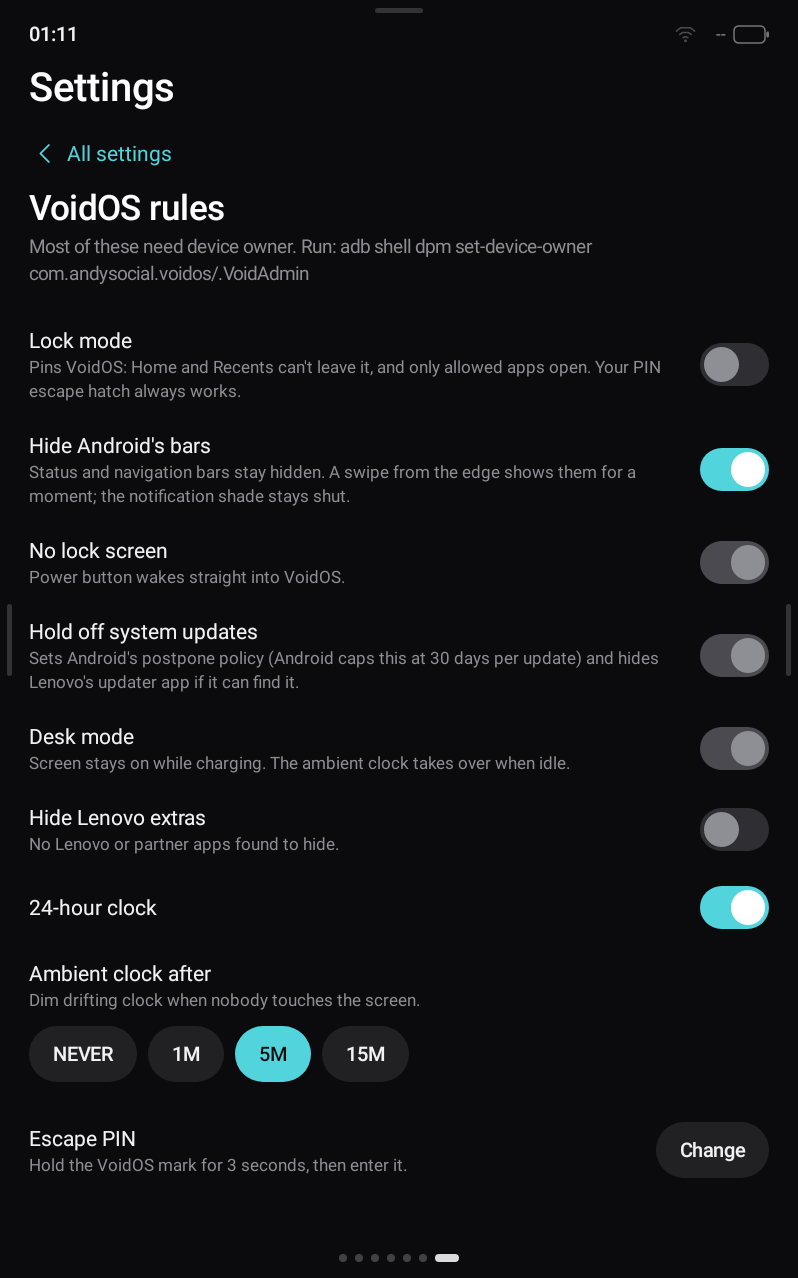 01:11
--
Settings
All settings
VoidOS rules
Most of these need device owner. Run: adb shell dpm set-device-owner
com.andysocial.voidos/.VoidAdmin
Lock mode
Pins VoidOS: Home and Recents can't leave it, and only allowed apps open. Your PIN
escape hatch always works.
Hide Android's bars
Status and navigation bars stay hidden. A swipe from the edge shows them for a
moment; the notification shade stays shut.
No lock screen
Power button wakes straight into VoidOS.
Hold off system updates
Sets Android's postpone policy (Android caps this at 30 days per update) and hides
Lenovo's updater app if it can find it.
Desk mode
Screen stays on while charging. The ambient clock takes over when idle.
Hide Lenovo extras
No Lenovo or partner apps found to hide.
24-hour clock
Ambient clock after
Dim drifting clock when nobody touches the screen.
NEVER 1M 5M 15M
Escape PIN
Hold the VoidOS mark for 3 seconds, then enter it.
Change